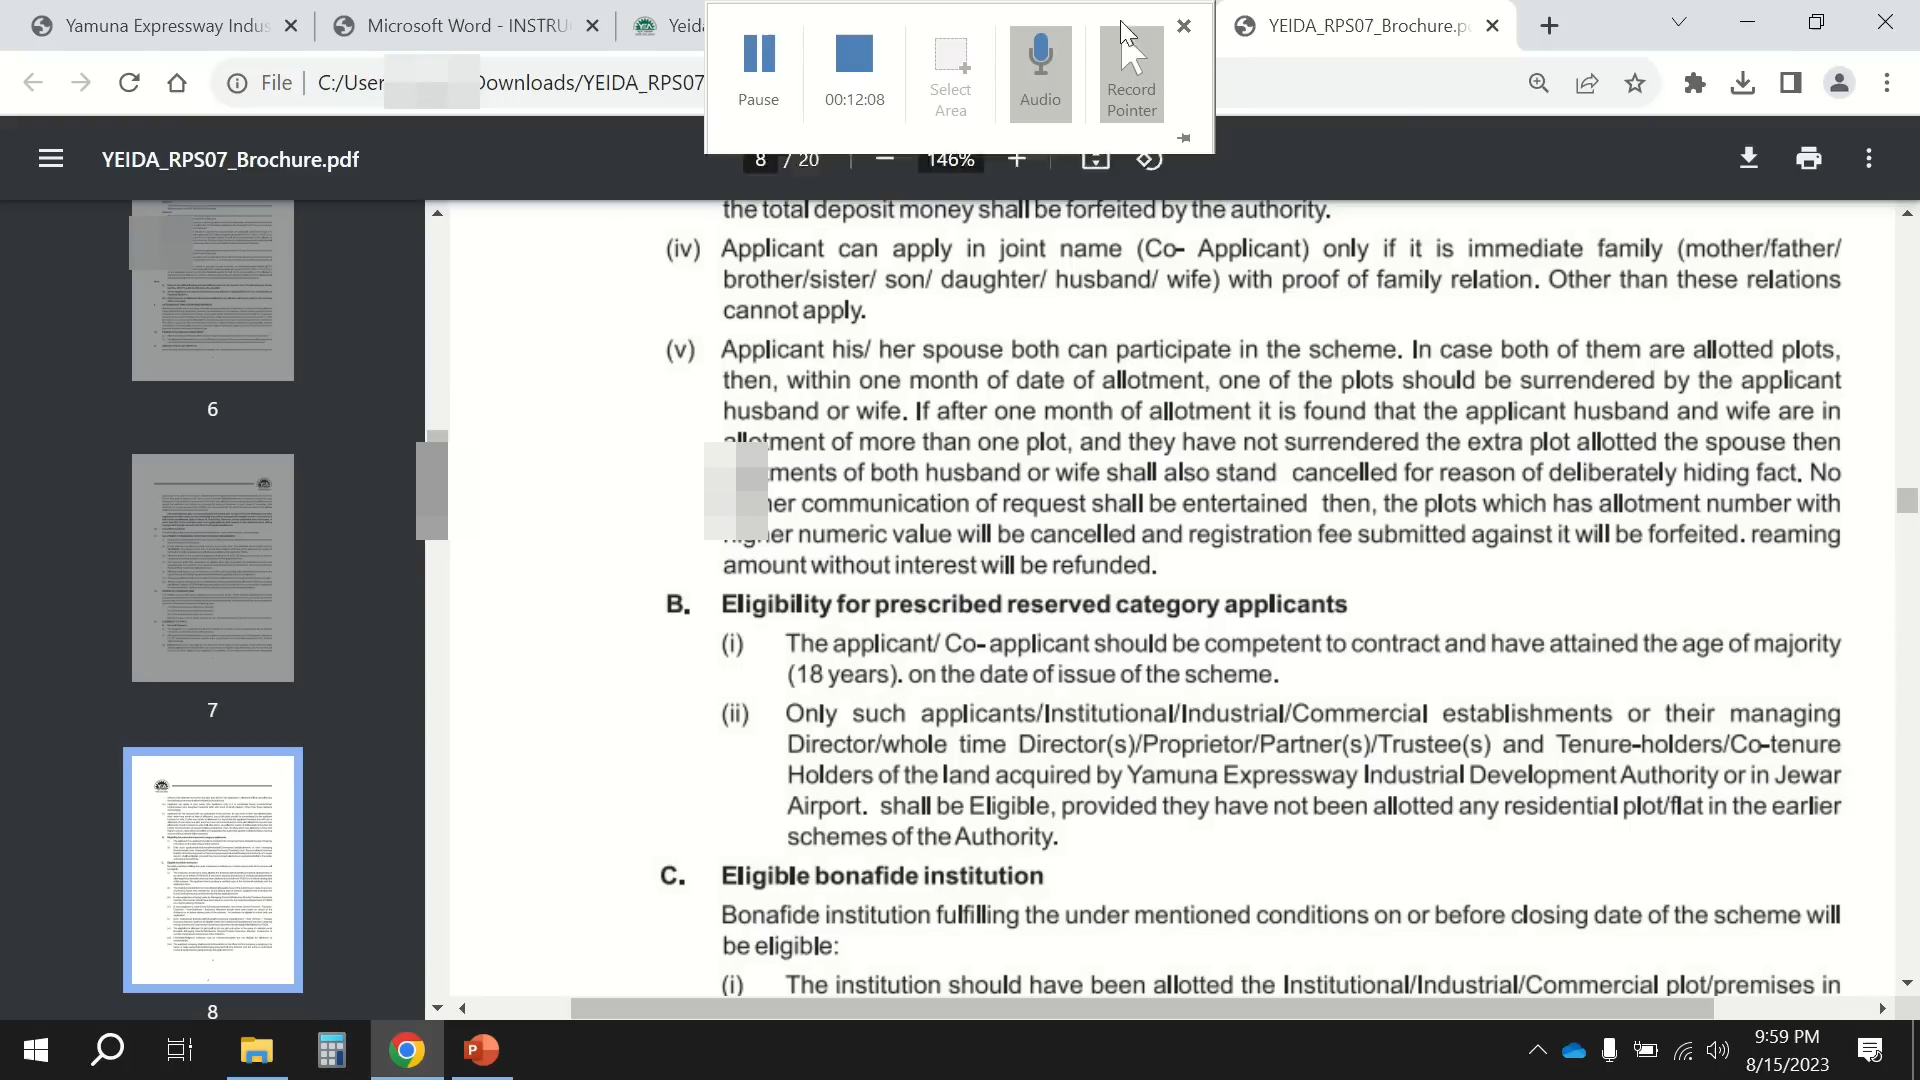 Yamuna Expressway Indus
Microsoft Word - INSTRU
Yeida
YEIDA_RPS07_Brochure.pd
Pause
00:12:08
Select
Area
Audio
Record
Pointer
File
C:/User
Downloads/YEIDA_RPS07
YEIDA_RPS07_Brochure.pdf
8 / 20
146%
6
7
8
the total deposit money shall be forfeited by the authority.
(iv) Applicant can apply in joint name (Co- Applicant) only if it is immediate family (mother/father/
brother/sister/ son/ daughter/ husband/ wife) with proof of family relation. Other than these relations
cannot apply.
(v) Applicant his/ her spouse both can participate in the scheme. In case both of them are allotted plots,
then, within one month of date of allotment, one of the plots should be surrendered by the applicant
husband or wife. If after one month of allotment it is found that the applicant husband and wife are in
allotment of more than one plot, and they have not surrendered the extra plot allotted the spouse then
ments of both husband or wife shall also stand cancelled for reason of deliberately hiding fact. No
her communication of request shall be entertained then, the plots which has allotment number with
higher numeric value will be cancelled and registration fee submitted against it will be forfeited. reaming
amount without interest will be refunded.
B. Eligibility for prescribed reserved category applicants
(i) The applicant/ Co- applicant should be competent to contract and have attained the age of majority
(18 years). on the date of issue of the scheme.
(ii) Only such applicants/Institutional/Industrial/Commercial establishments or their managing
Director/whole time Director(s)/Proprietor/Partner(s)/Trustee(s) and Tenure-holders/Co-tenure
Holders of the land acquired by Yamuna Expressway Industrial Development Authority or in Jewar
Airport. shall be Eligible, provided they have not been allotted any residential plot/flat in the earlier
schemes of the Authority.
C. Eligible bonafide institution
Bonafide institution fulfilling the under mentioned conditions on or before closing date of the scheme will
be eligible:
(i) The institution should have been allotted the Institutional/Industrial/Commercial plot/premises in
9:59 PM
8/15/2023